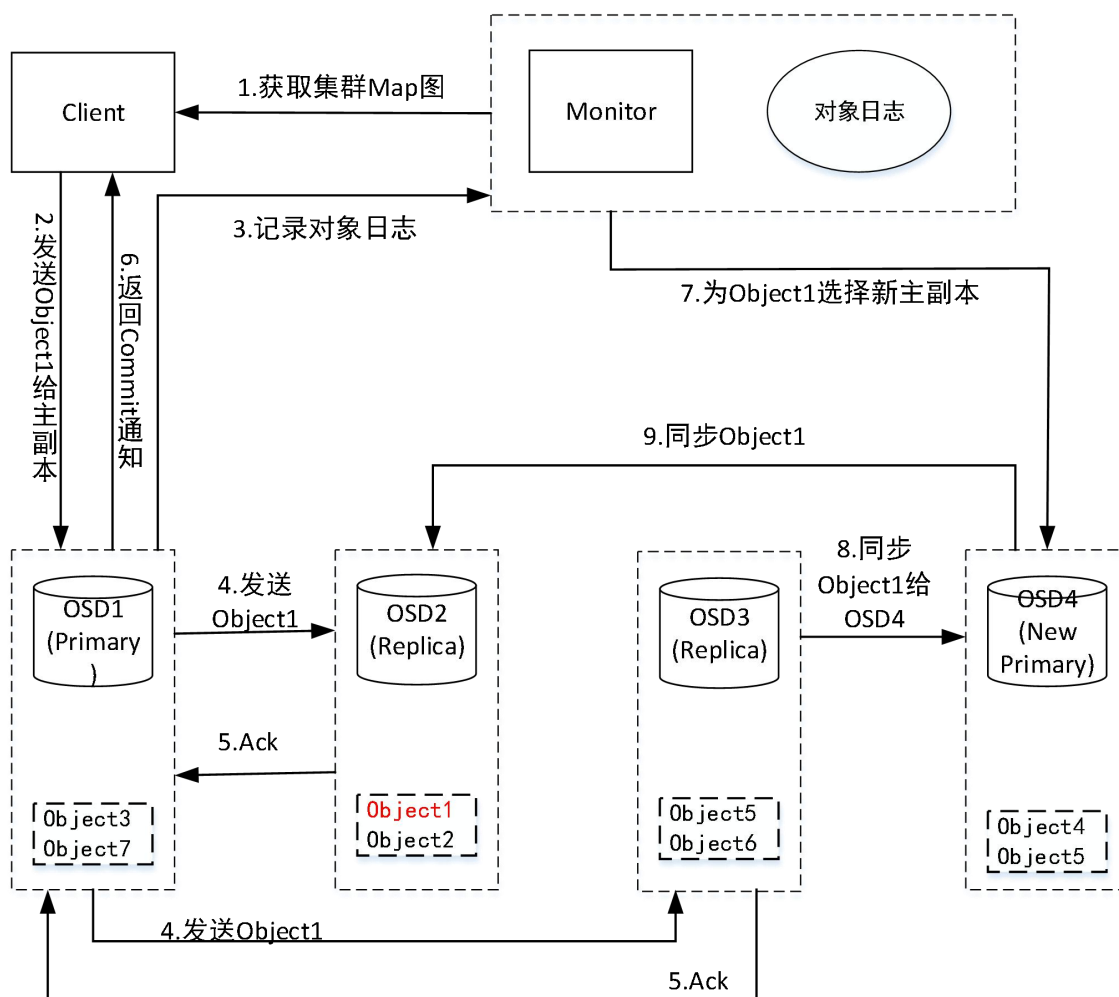 Client
1.获取集群Map图
Monitor
对象日志
2.发送Object1给主副本
6.返回Commit通知
3.记录对象日志
7.为Object1选择新主副本
9.同步Object1
OSD1
(Primary
)
4.发送
Object1
OSD2
(Replica)
OSD3
(Replica)
8.同步
Object1给
OSD4
OSD4
(New
Primary)
5.Ack
Object3
Object7
Object1
Object2
Object5
Object6
Object4
Object5
4.发送Object1
5.Ack